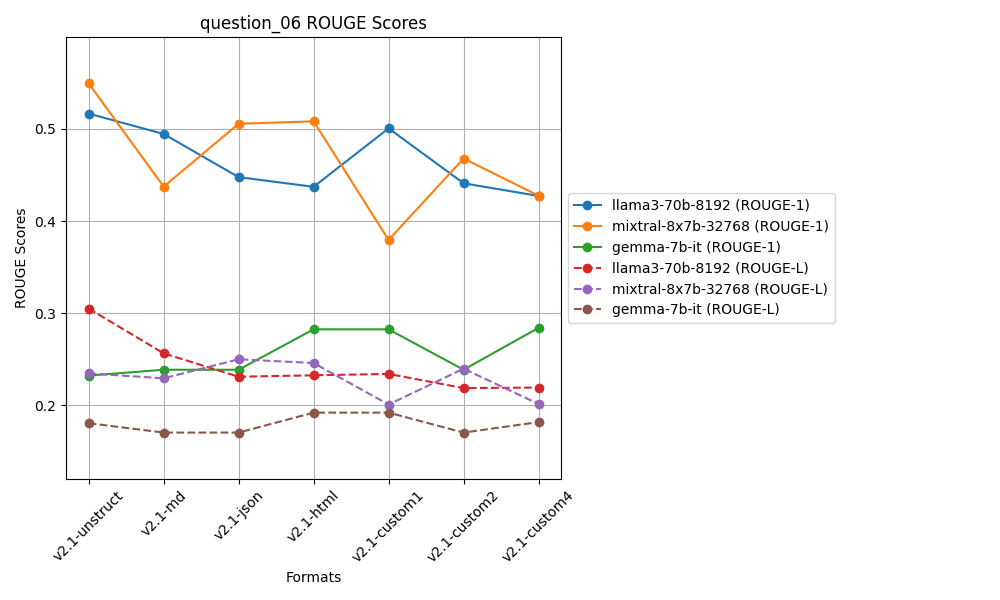 question_06 ROUGE Scores
ROUGE Scores
0.5
0.4
0.3
0.2
v2.1-unstruct
v2.1-md
v2.1-json
v2.1-html
v2.1-custom1
v2.1-custom2
v2.1-custom4
Formats
llama3-70b-8192 (ROUGE-1)
mixtral-8x7b-32768 (ROUGE-1)
gemma-7b-it (ROUGE-1)
llama3-70b-8192 (ROUGE-L)
mixtral-8x7b-32768 (ROUGE-L)
gemma-7b-it (ROUGE-L)